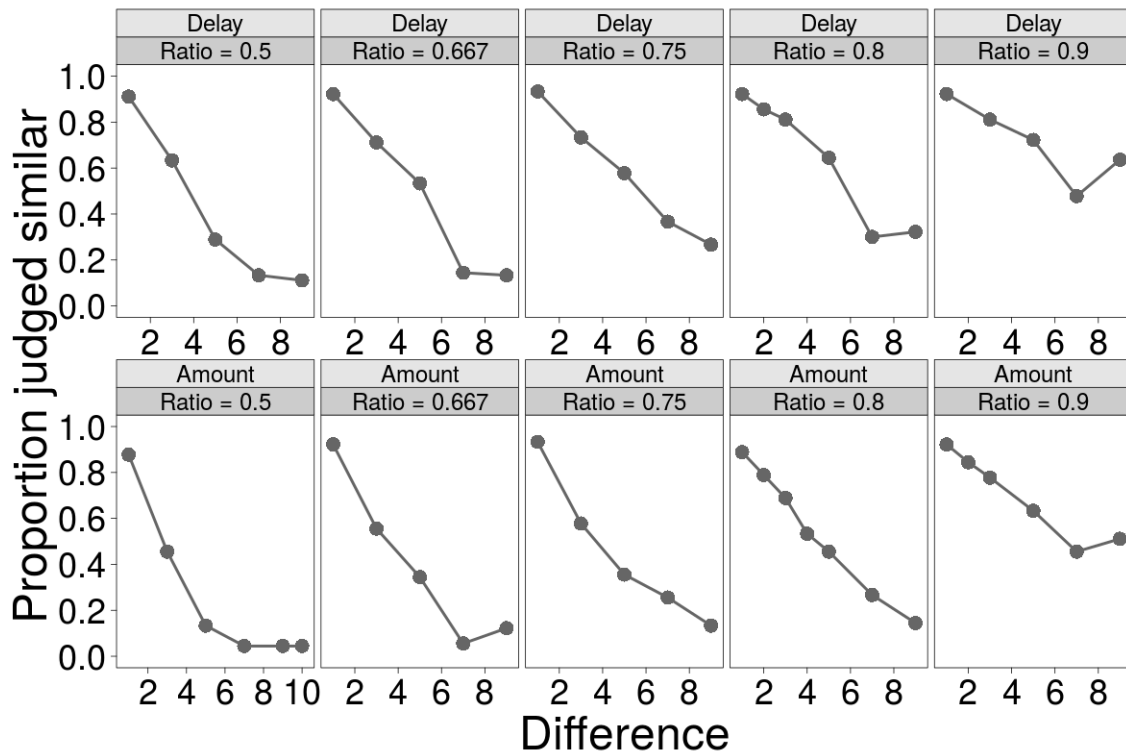 Delay Delay Delay Delay Delay
Ratio = 0.5 Ratio = 0.667 Ratio = 0.75 Ratio = 0.8 Ratio = 0.9
1.0
0.8
0.6
0.4
0.2
0.0
2 4 6 8 2 4 6 8 2 4 6 8 2 4 6 8 2 4 6 8
Amount Amount Amount Amount Amount
Ratio = 0.5 Ratio = 0.667 Ratio = 0.75 Ratio = 0.8 Ratio = 0.9
1.0
0.8
0.6
0.4
0.2
0.0
2 4 6 8 10 2 4 6 8 2 4 6 8 2 4 6 8 2 4 6 8
Proportion judged similar
Difference